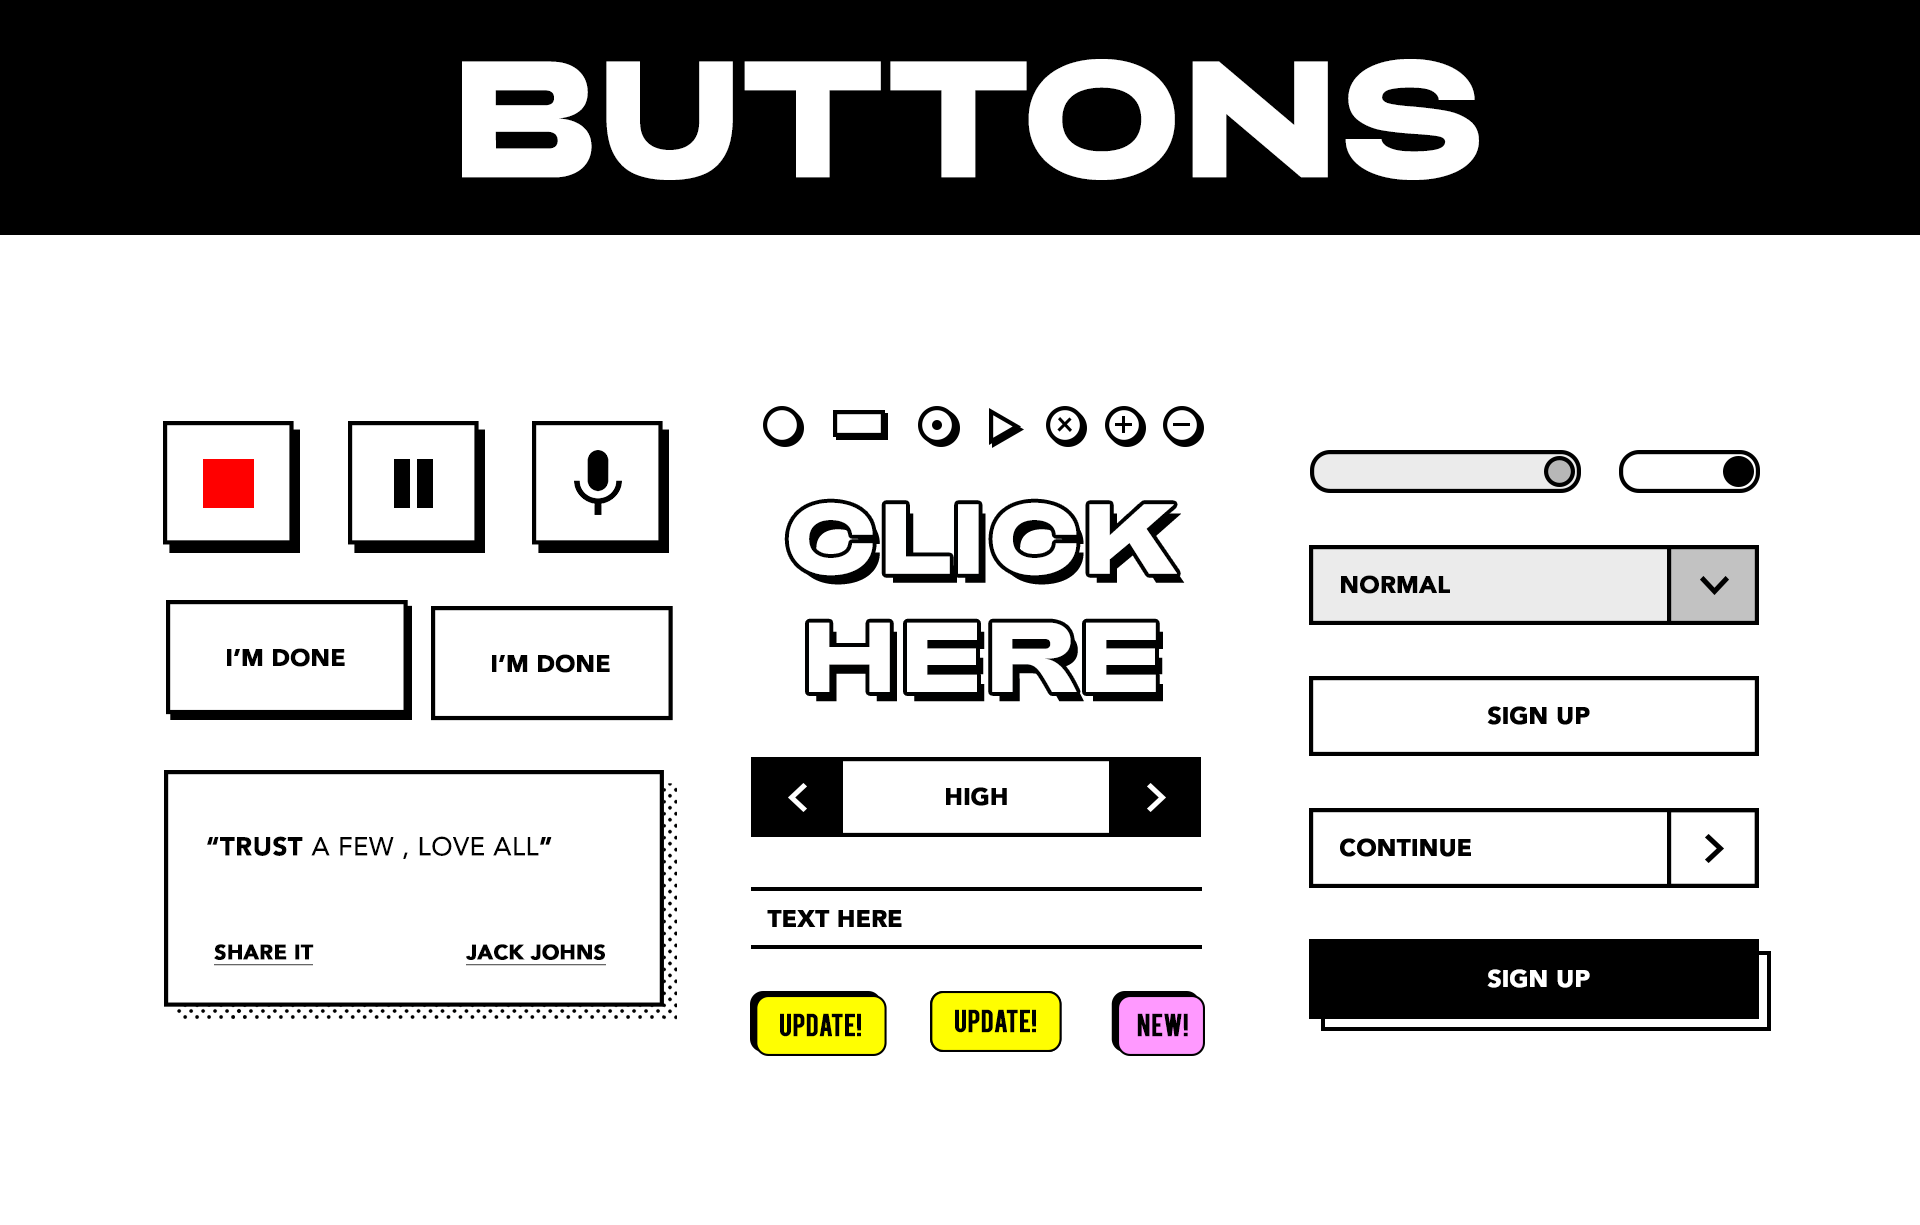 BUTTONS
I’M DONE
I’M DONE
“TRUST A FEW , LOVE ALL”
SHARE IT
JACK JOHNS
CLICK
HERE
HIGH
TEXT HERE
UPDATE!
UPDATE!
NEW!
NORMAL
SIGN UP
CONTINUE
SIGN UP